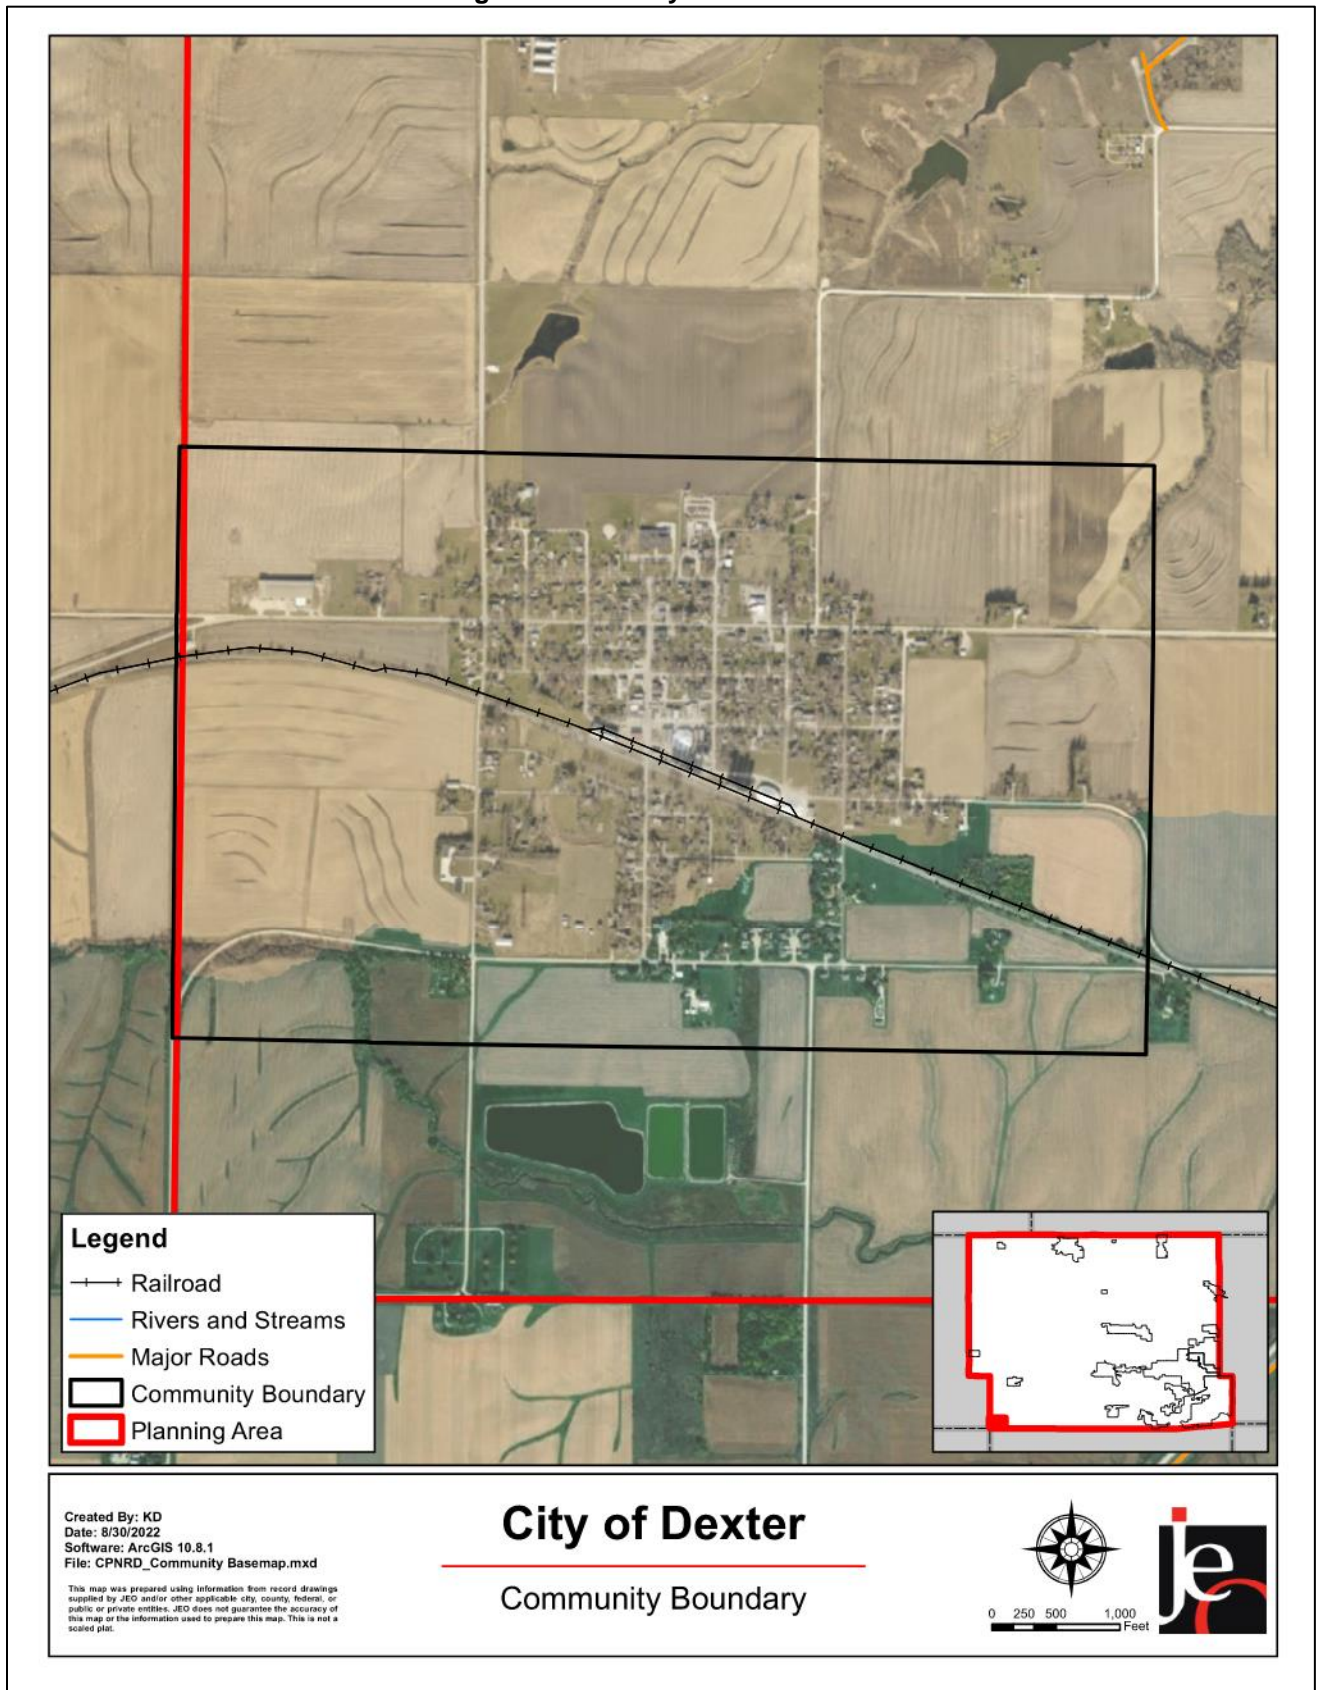 Legend
Railroad
Rivers and Streams
Major Roads
Community Boundary
Planning Area
Created By: KD
Date: 8/30/2022
Software: ArcGIS 10.8.1
File: CPNRD_Community Basemap.mxd
This map was prepared using information from record drawings
supplied by JEO and/or other applicable city, county, federal, or
public or private entities. JEO does not guarantee the accuracy of
this map or the information used to prepare this map. This is not a
scaled plat.
City of Dexter
Community Boundary
0 250 500 1,000
Feet
jeo